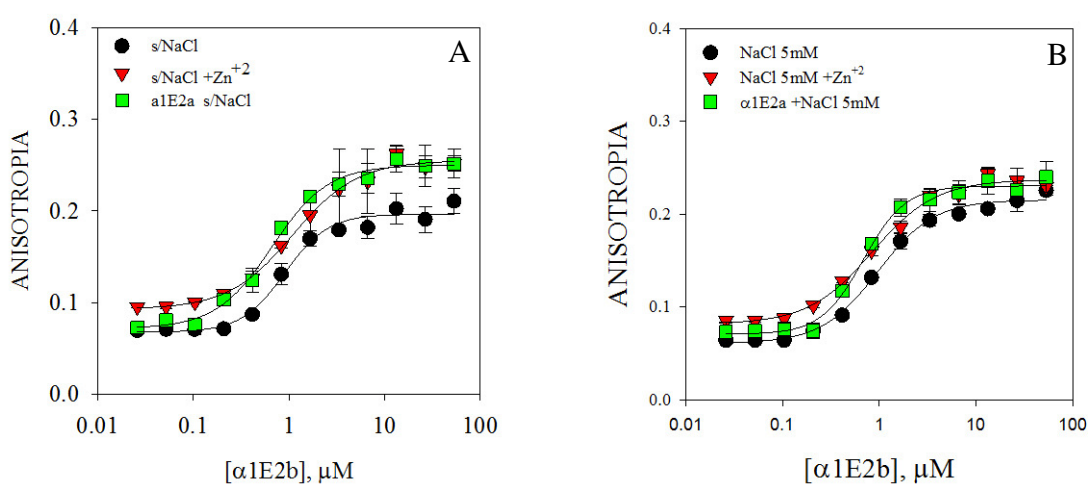 A
s/NaCl
s/NaCl +Zn+2
a1E2a s/NaCl
ANISOTROPIA
0.4
0.3
0.2
0.1
0.0
0.01
0.1
1
10
100
[α1E2b], µM
B
NaCl 5mM
NaCl 5mM +Zn+2
α1E2a +NaCl 5mM
ANISOTROPIA
0.4
0.3
0.2
0.1
0.0
0.01
0.1
1
10
100
[α1E2b], µM